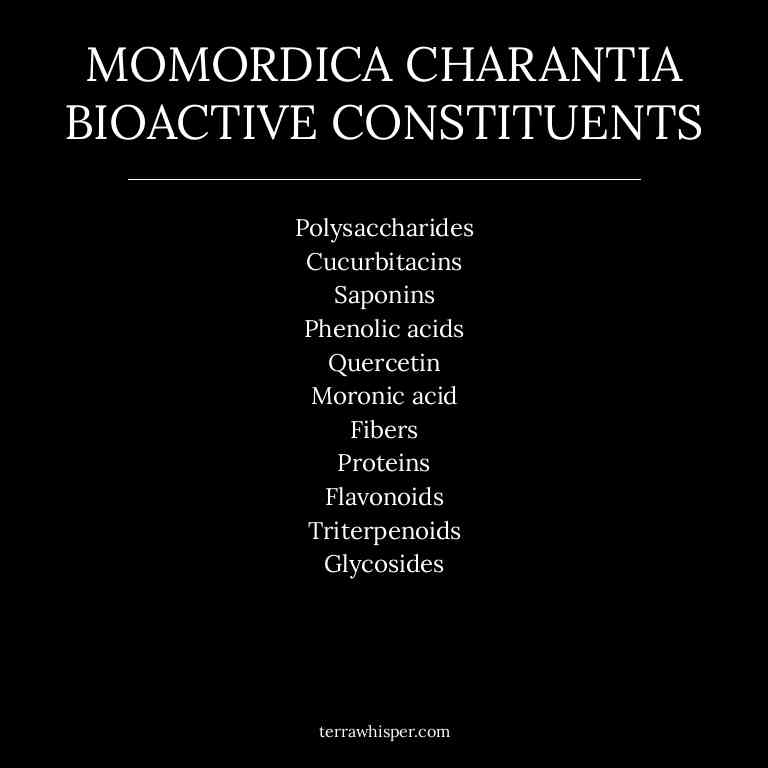 MOMORDICA CHARANTIA
BIOACTIVE CONSTITUENTS
Polysaccharides
Cucurbitacins
Saponins
Phenolic acids
Quercetin
Moronic acid
Fibers
Proteins
Flavonoids
Triterpenoids
Glycosides
terrawhisper.com